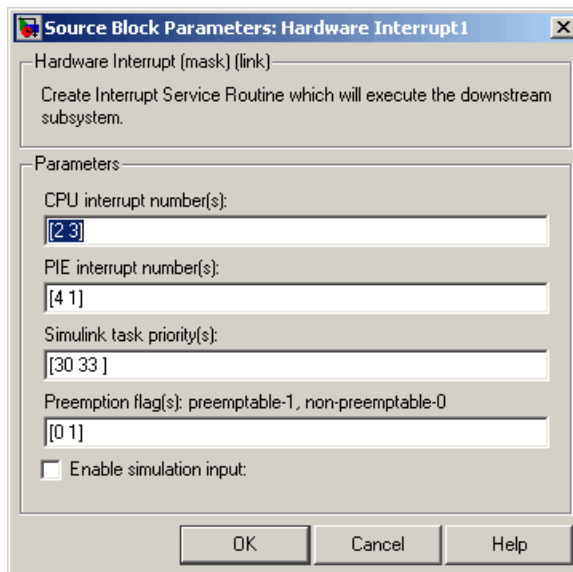 Source Block Parameters: Hardware Interrupt1
Hardware Interrupt (mask) (link)
Create Interrupt Service Routine which will execute the downstream
subsystem.
Parameters
CPU interrupt number(s):
[2 3]
PIE interrupt number(s):
[4 1]
Simulink task priority(s):
[30 33 ]
Preemption flag(s): preemptable-1, non-preemptable-0
[0 1]
Enable simulation input:
OK Cancel Help